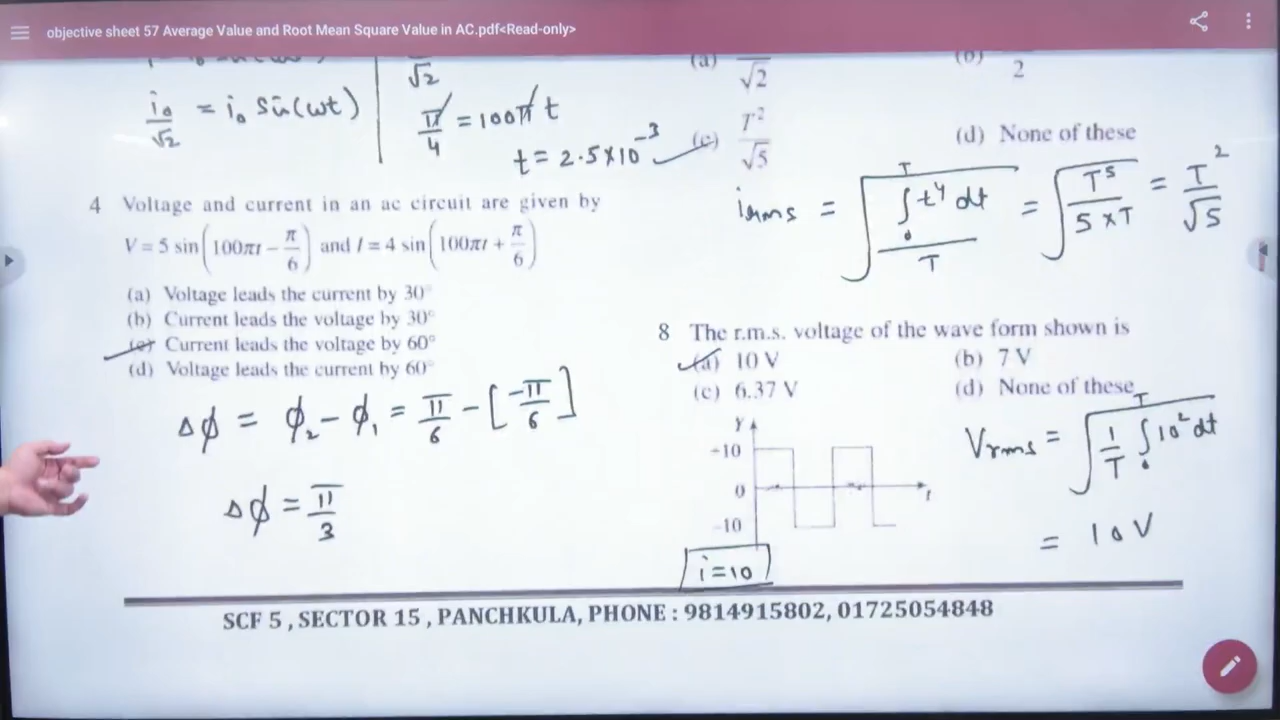 objective sheet 57 Average Value and Root Mean Square Value in AC.pdf<Read-only>
i₀/√2 = i₀ sin(ωt)
√2
π/4 = 100π t
t = 2.5×10⁻³
4 Voltage and current in an ac circuit are given by
V = 5 sin(100πt − π/6) and I = 4 sin(100πt + π/6)
(a) Voltage leads the current by 30°
(b) Current leads the voltage by 30°
(c) Current leads the voltage by 60°
(d) Voltage leads the current by 60°
Δφ = φ₂ − φ₁ = π/6 − [−π/6]
Δφ = π/3
(a) √2
(b) 2
(c) T²/√5
(d) None of these
iᵣₘₛ = √(∫₀ᵀ t⁴ dt / T) = √(T⁵/5×T) = T²/√5
8 The r.m.s. voltage of the wave form shown is
(a) 10 V
(b) 7 V
(c) 6.37 V
(d) None of these
Y
10
0
10
t
i=10
Vᵣₘₛ = √(1/T ∫₀ᵀ 10² dt)
= 10V
SCF 5 , SECTOR 15 , PANCHKULA, PHONE : 9814915802, 01725054848